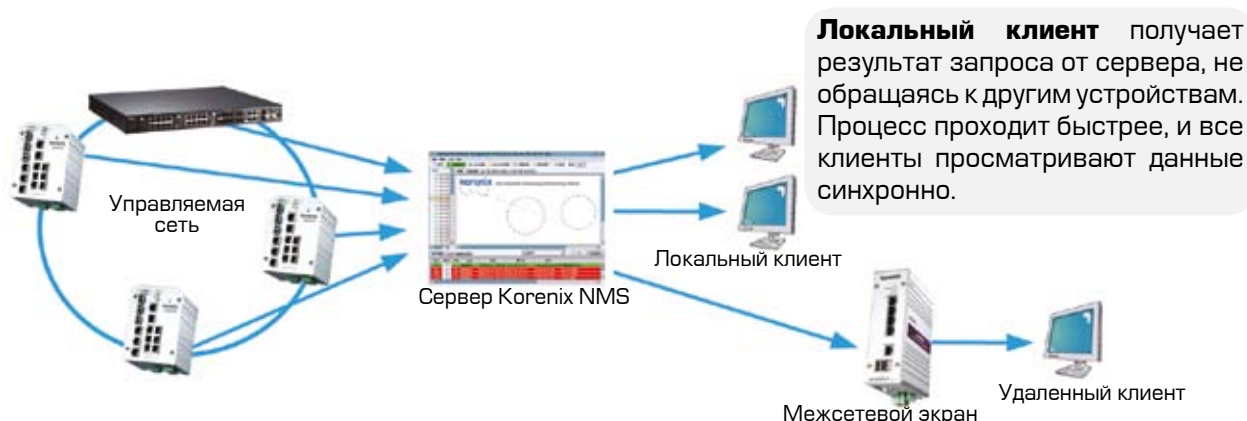 Локальный клиент получает
результат запроса от сервера, не
обращаясь к другим устройствам.
Процесс проходит быстрее, и все
клиенты просматривают данные
синхронно.
Управляемая
сеть
korenix
Сервер Korenix NMS
Локальный клиент
Межсетевой экран
Удаленный клиент